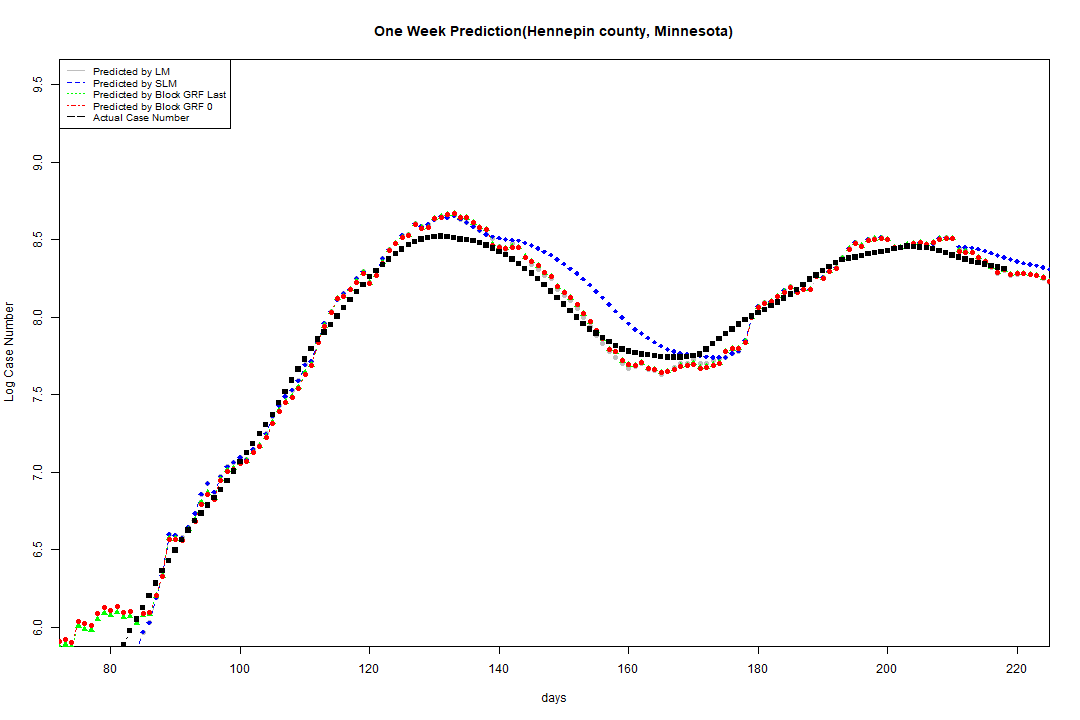 One Week Prediction(Hennepin county, Minnesota)
Predicted by LM
Predicted by SLM
Predicted by Block GRF Last
Predicted by Block GRF 0
Actual Case Number
9.5
9.0
8.5
8.0
7.5
7.0
6.5
6.0
Log Case Number
80 100 120 140 160 180 200 220
days